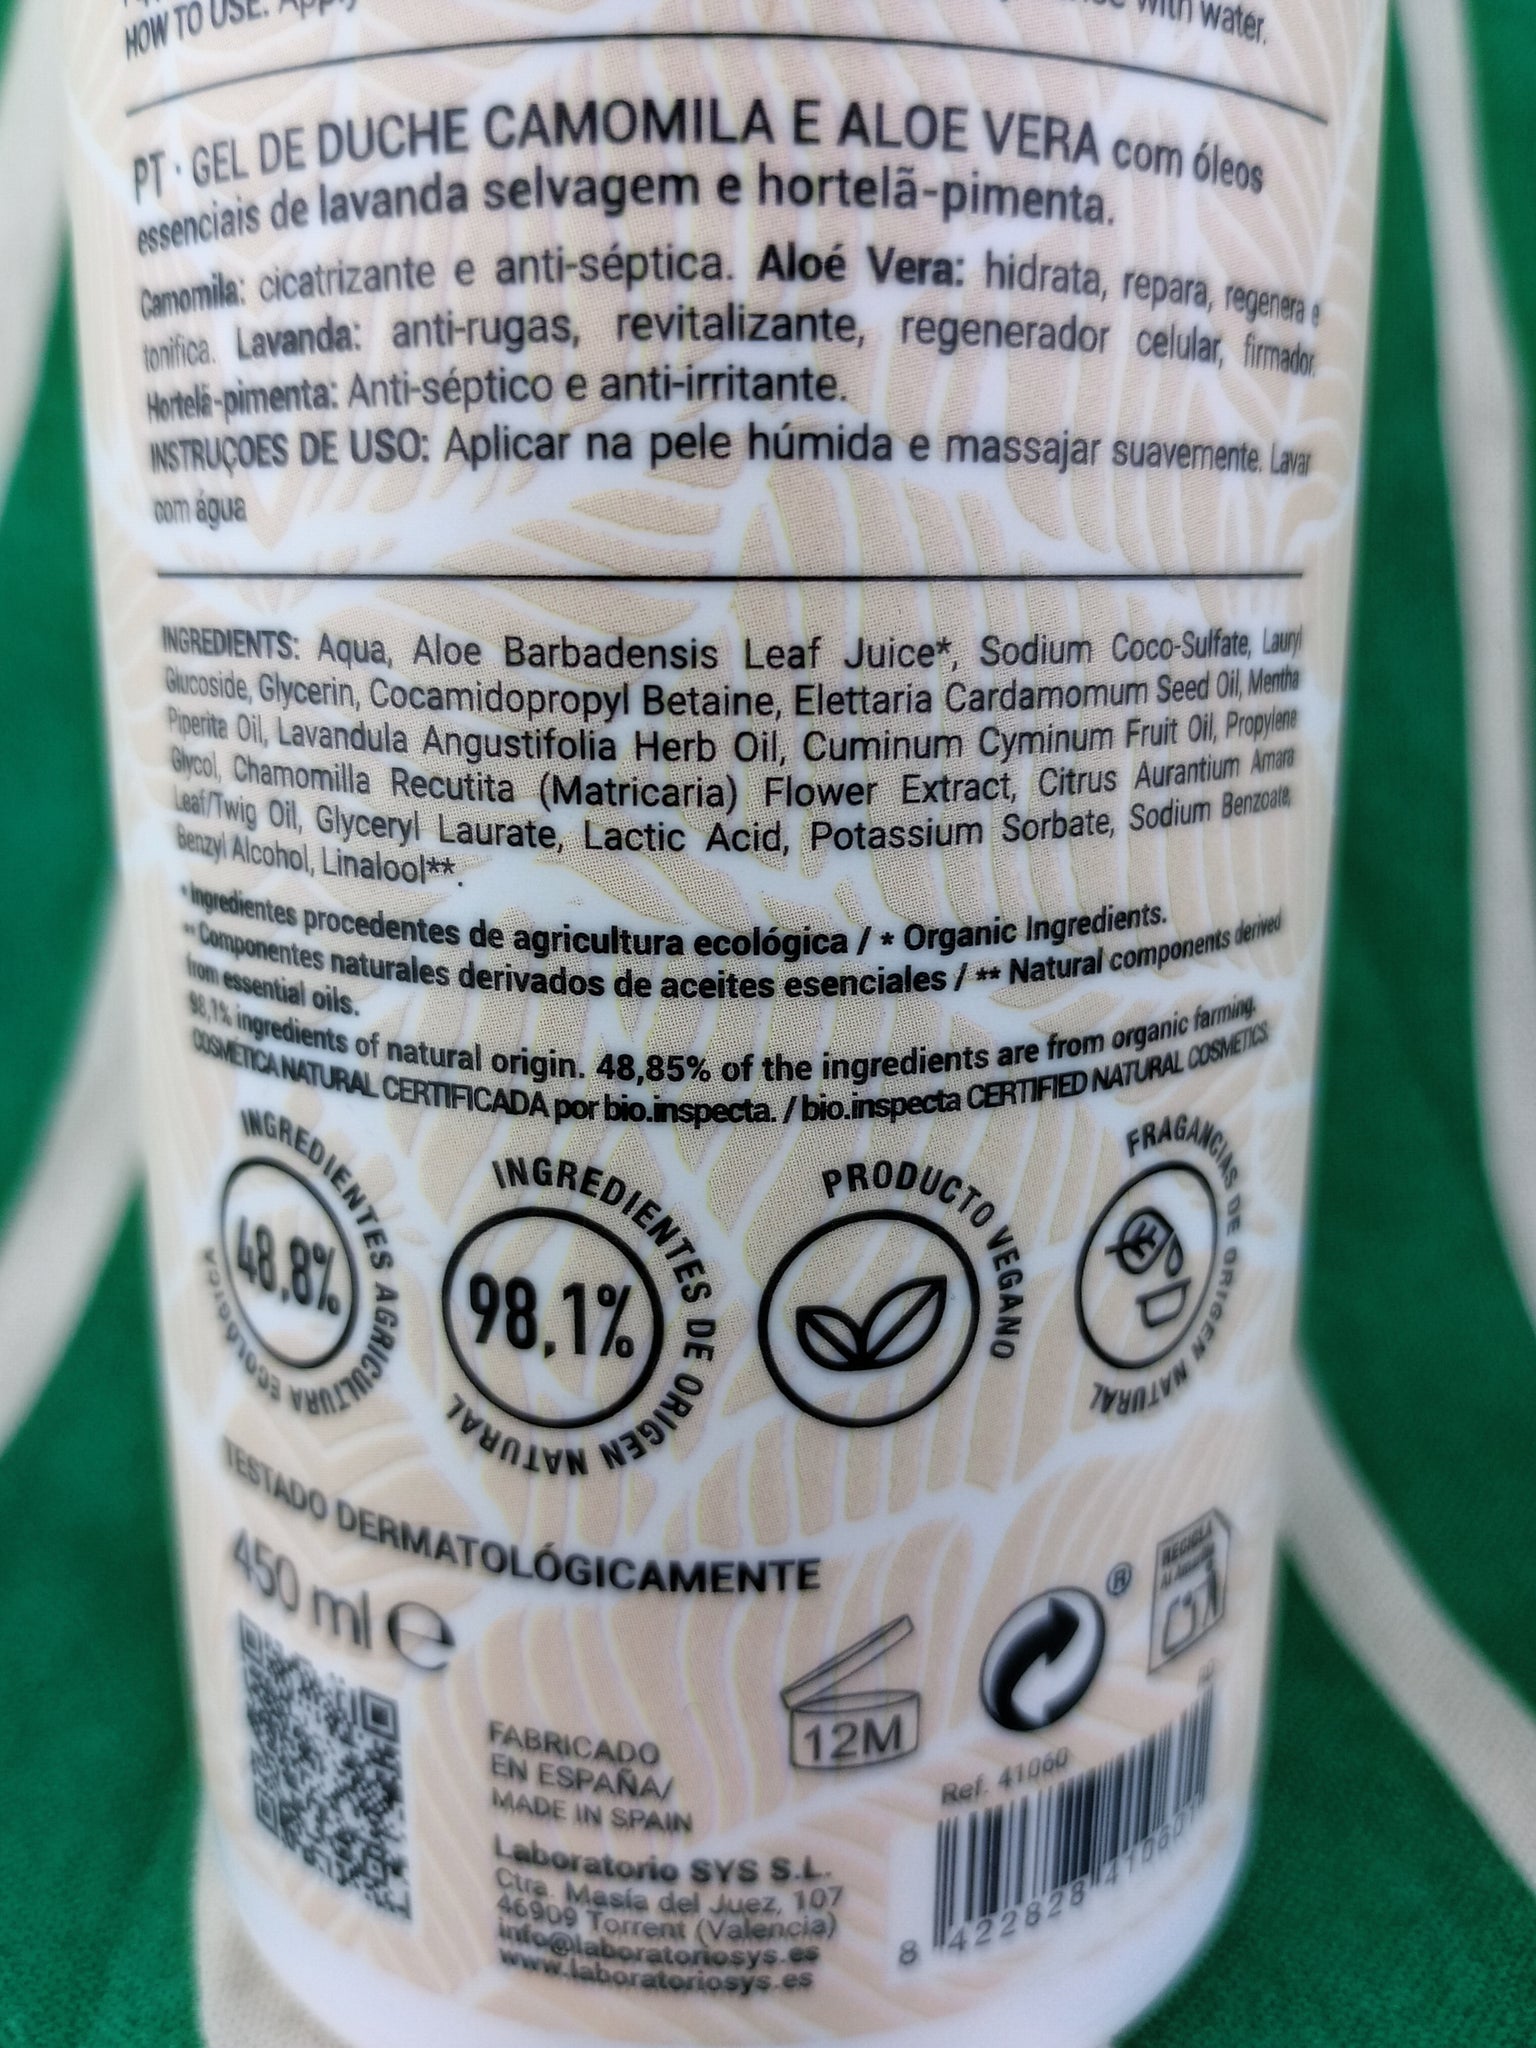 HOW TO USE: Apply with water.
PT · GEL DE DUCHE CAMOMILA E ALOE VERA com óleos
essenciais de lavanda selvagem e hortelã-pimenta.
Camomila: cicatrizante e anti-séptica. Aloé Vera: hidrata, repara, regenera e
tonifica. Lavanda: anti-rugas, revitalizante, regenerador celular, firmador.
Hortelã-pimenta: Anti-séptico e anti-irritante.
INSTRUÇOES DE USO: Aplicar na pele húmida e massajar suavemente. Lavar
com água
INGREDIENTS: Aqua, Aloe Barbadensis Leaf Juice*, Sodium Coco-Sulfate, Lauryl
Glucoside, Glycerin, Cocamidopropyl Betaine, Elettaria Cardamomum Seed Oil, Mentha
Piperita Oil, Lavandula Angustifolia Herb Oil, Cuminum Cyminum Fruit Oil, Propylene
Glycol, Chamomilla Recutita (Matricaria) Flower Extract, Citrus Aurantium Amara
Leaf/Twig Oil, Glyceryl Laurate, Lactic Acid, Potassium Sorbate, Sodium Benzoate,
Benzyl Alcohol, Linalool**.
* Ingredientes procedentes de agricultura ecológica / * Organic Ingredients.
** Componentes naturales derivados de aceites esenciales / ** Natural components derived
from essential oils.
98,1% ingredients of natural origin. 48,85% of the ingredients are from organic farming.
COSMÉTICA NATURAL CERTIFICADA por bio.inspecta. / bio.inspecta CERTIFIED NATURAL COSMETICS.
INGREDIENTES AGRICULTURA ECOLÓGICA
48,8%
INGREDIENTES DE ORIGEN NATURAL
98,1%
PRODUCTO VEGANO
FRAGANCIAS DE ORIGEN NATURAL
TESTADO DERMATOLÓGICAMENTE
450 ml e
12M
®
RECICLA
AL Amarillo
FABRICADO
EN ESPAÑA/
MADE IN SPAIN
Laboratorio SYS S.L.
Ctra. Masía del Juez, 107
46909 Torrent (Valencia)
info@laboratoriosys.es
www.laboratoriosys.es
Ref. 41060
8 422828 410601